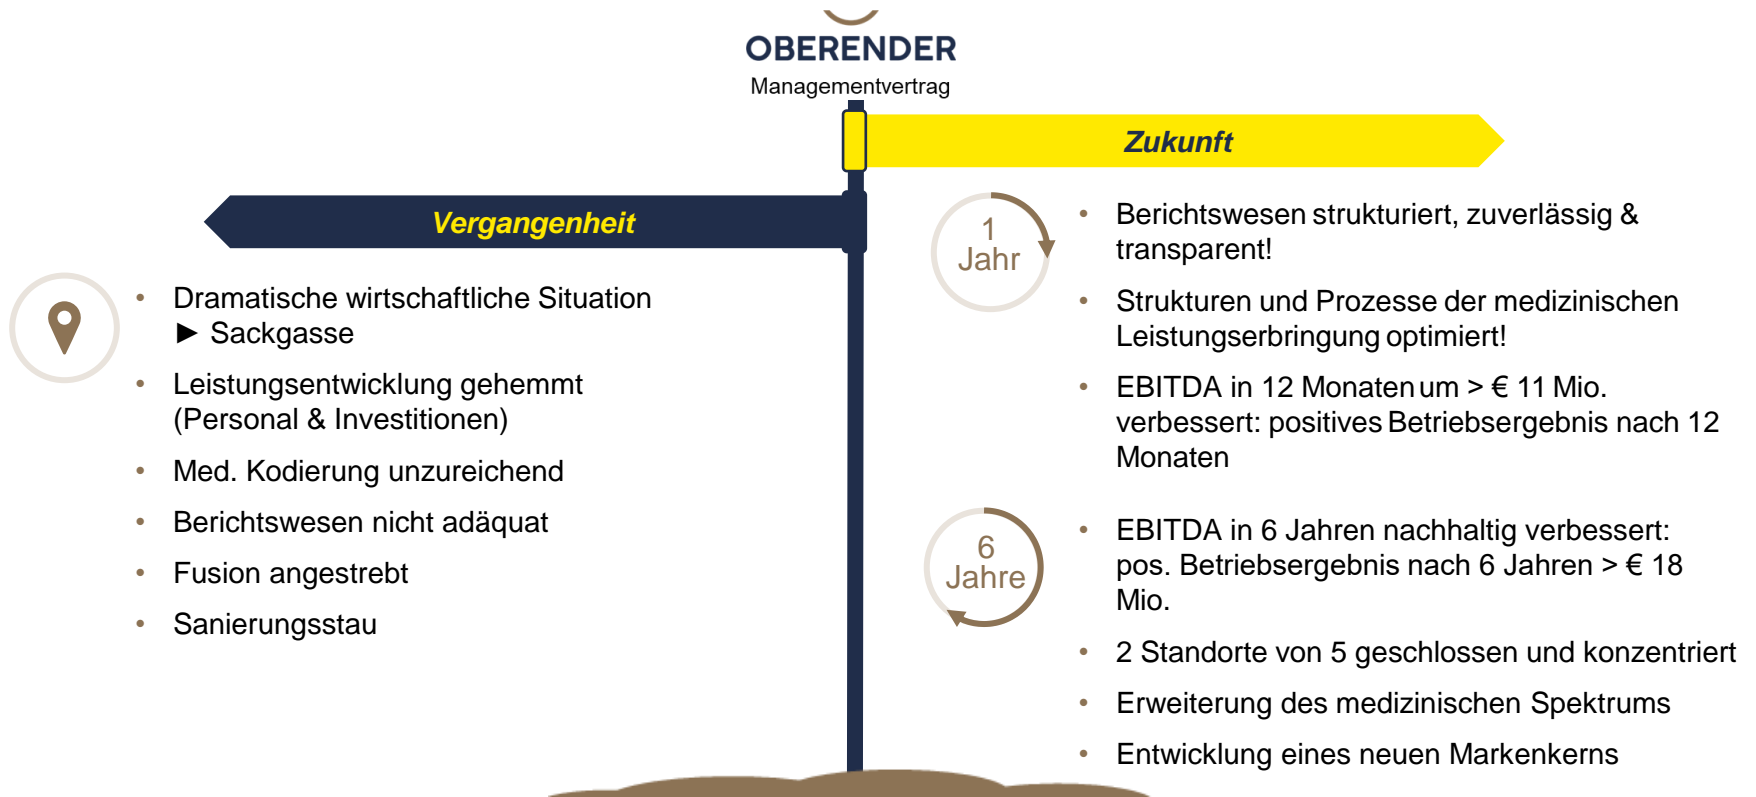 OBERENDER
Managementvertrag
Zukunft
Vergangenheit
• Dramatische wirtschaftliche Situation
► Sackgasse
• Leistungsentwicklung gehemmt
(Personal & Investitionen)
• Med. Kodierung unzureichend
• Berichtswesen nicht adäquat
• Fusion angestrebt
• Sanierungsstau
1
Jahr
• Berichtswesen strukturiert, zuverlässig &
transparent!
• Strukturen und Prozesse der medizinischen
Leistungserbringung optimiert!
• EBITDA in 12 Monaten um > € 11 Mio.
verbessert: positives Betriebsergebnis nach 12
Monaten
6
Jahre
• EBITDA in 6 Jahren nachhaltig verbessert:
pos. Betriebsergebnis nach 6 Jahren > € 18
Mio.
• 2 Standorte von 5 geschlossen und konzentriert
• Erweiterung des medizinischen Spektrums
• Entwicklung eines neuen Markenkerns